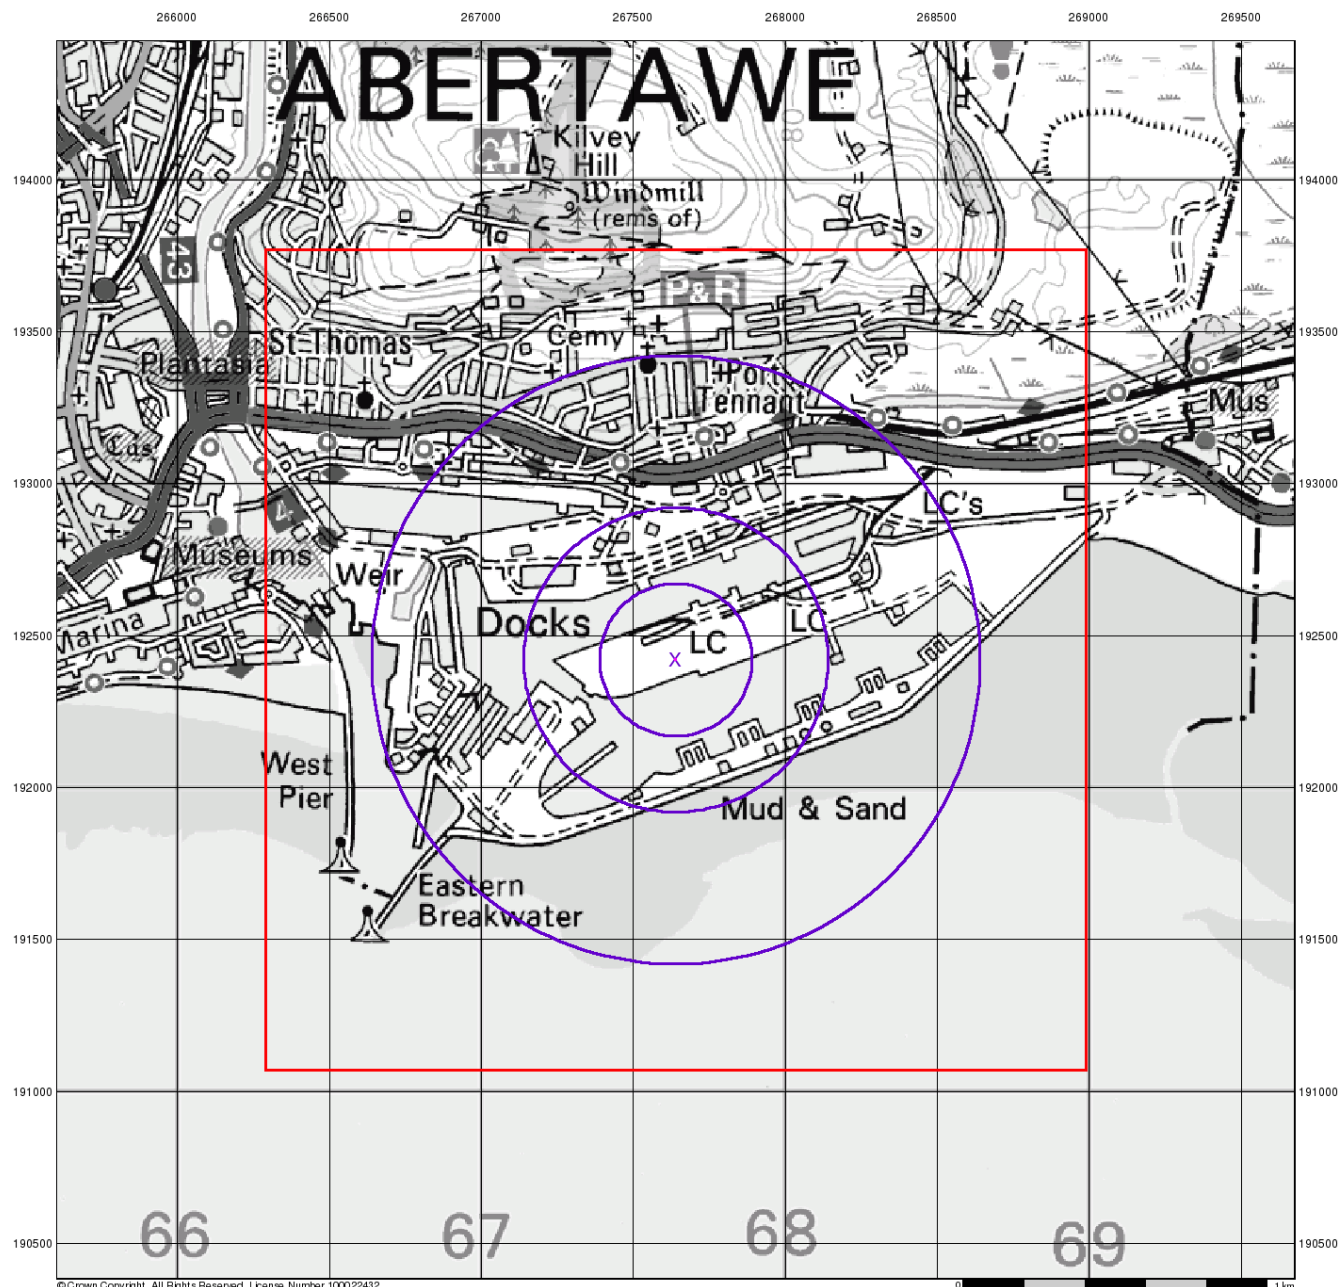 266000 266500 267000 267500 268000 268500 269000 269500
ABERTAWE
Kilvey
Hill
194000 194000
Windmill
(rems of)
43
P&R
193500 193500
St Thomas
Cemy
Plantasia
Port
Tennant
Mus
Cas
193000 193000
4
LC's
Museums
Weir
Docks
LC
Marina
192500 192500
LC
West
Pier
192000 192000
Mud & Sand
Eastern
Breakwater
191500 191500
191000 191000
66 67 68 69
190500 190500
© Crown Copyright. All Rights Reserved. License Number 100022432
0 1 km